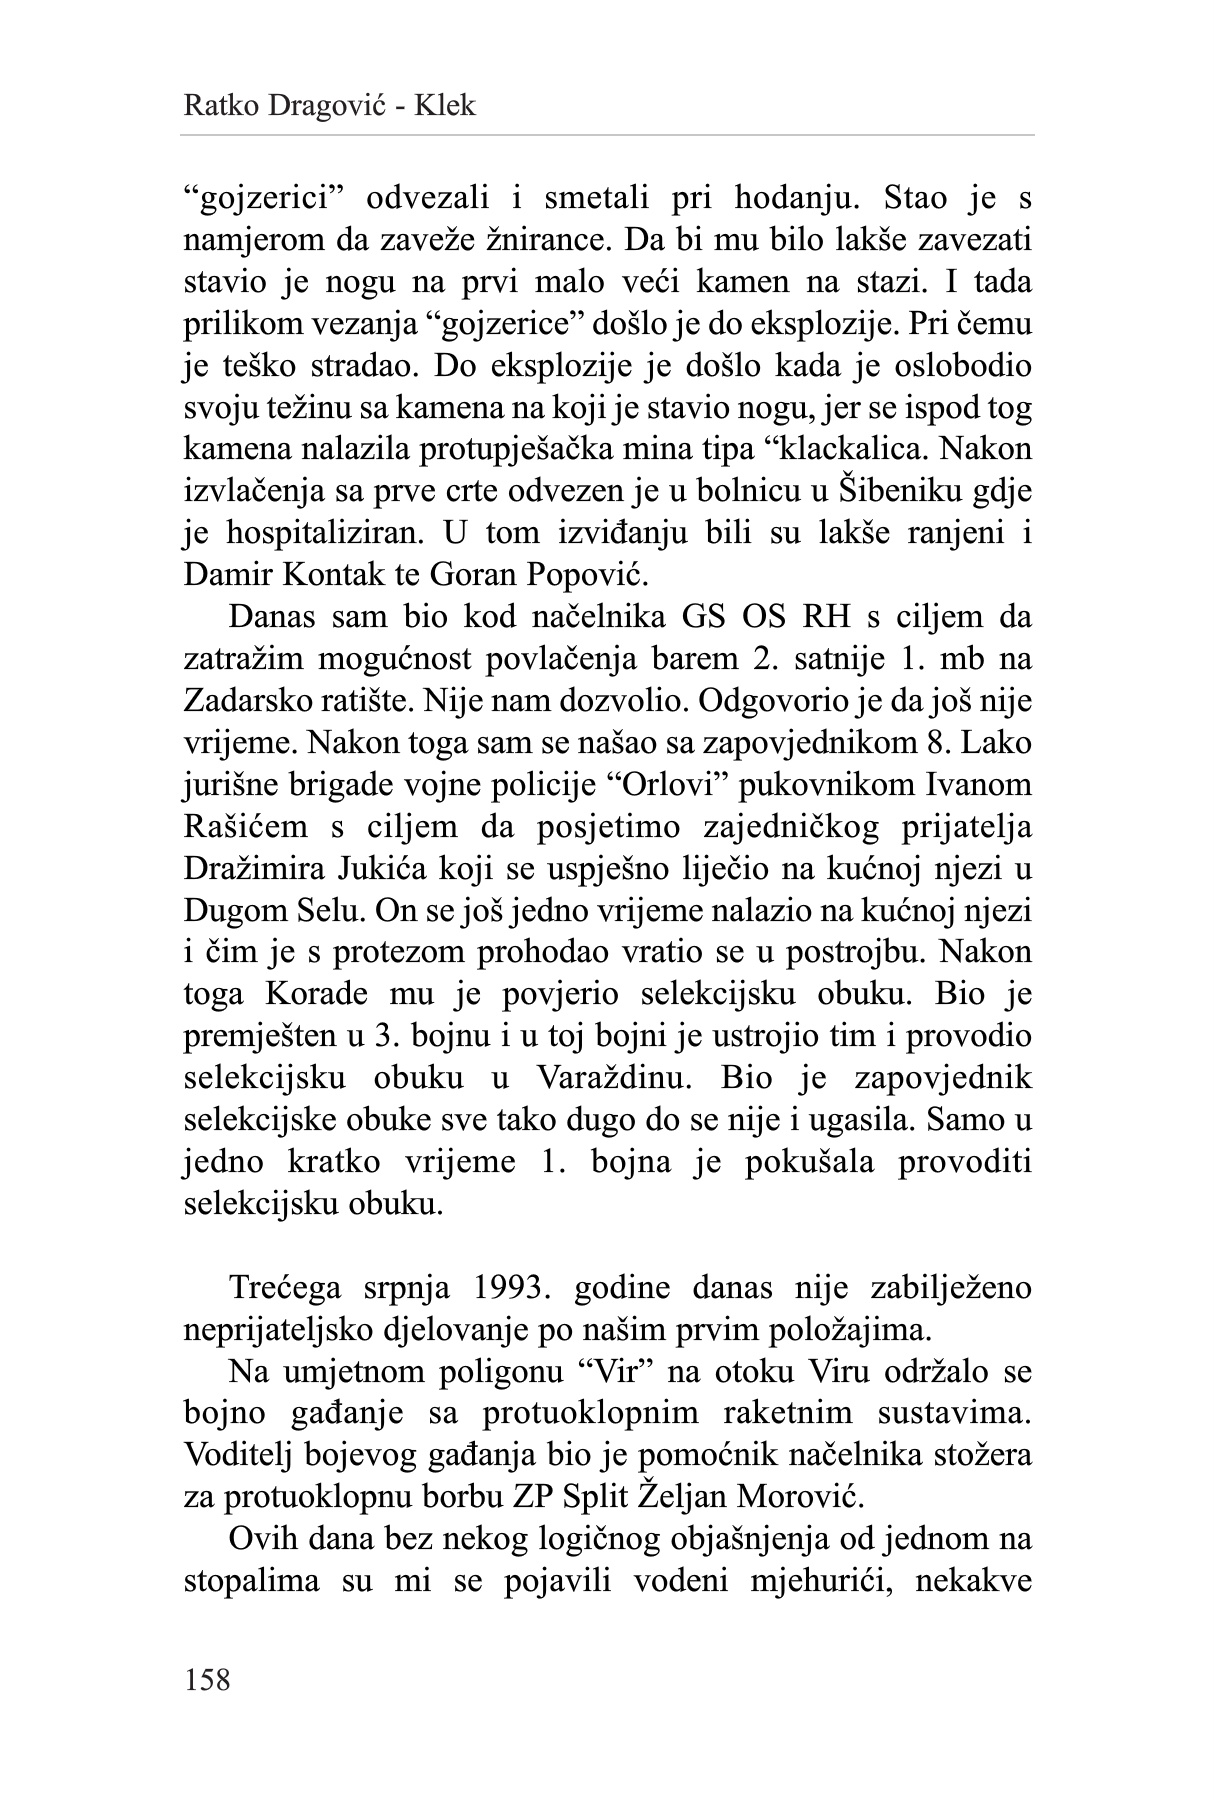 Ratko Dragović - Klek
“gojzerici” odvezali i smetali pri hodanju. Stao je s
namjerom da zaveže žnirance. Da bi mu bilo lakše zavezati
stavio je nogu na prvi malo veći kamen na stazi. I tada
prilikom vezanja “gojzerice” došlo je do eksplozije. Pri čemu
je teško stradao. Do eksplozije je došlo kada je oslobodio
svoju težinu sa kamena na koji je stavio nogu, jer se ispod tog
kamena nalazila protupješačka mina tipa “klackalica. Nakon
izvlačenja sa prve crte odvezen je u bolnicu u Šibeniku gdje
je hospitaliziran. U tom izviđanju bili su lakše ranjeni i
Damir Kontak te Goran Popović.
Danas sam bio kod načelnika GS OS RH s ciljem da
zatražim mogućnost povlačenja barem 2. satnije 1. mb na
Zadarsko ratište. Nije nam dozvolio. Odgovorio je da još nije
vrijeme. Nakon toga sam se našao sa zapovjednikom 8. Lako
jurišne brigade vojne policije “Orlovi” pukovnikom Ivanom
Rašićem s ciljem da posjetimo zajedničkog prijatelja
Dražimira Jukića koji se uspješno liječio na kućnoj njezi u
Dugom Selu. On se još jedno vrijeme nalazio na kućnoj njezi
i čim je s protezom prohodao vratio se u postrojbu. Nakon
toga Korade mu je povjerio selekcijsku obuku. Bio je
premješten u 3. bojnu i u toj bojni je ustrojio tim i provodio
selekcijsku obuku u Varaždinu. Bio je zapovjednik
selekcijske obuke sve tako dugo do se nije i ugasila. Samo u
jedno kratko vrijeme 1. bojna je pokušala provoditi
selekcijsku obuku.
Trećega srpnja 1993. godine danas nije zabilježeno
neprijateljsko djelovanje po našim prvim položajima.
Na umjetnom poligonu “Vir” na otoku Viru održalo se
bojno gađanje sa protuoklopnim raketnim sustavima.
Voditelj bojevog gađanja bio je pomoćnik načelnika stožera
za protuoklopnu borbu ZP Split Željan Morović.
Ovih dana bez nekog logičnog objašnjenja od jednom na
stopalima su mi se pojavili vodeni mjehurići, nekakve
158